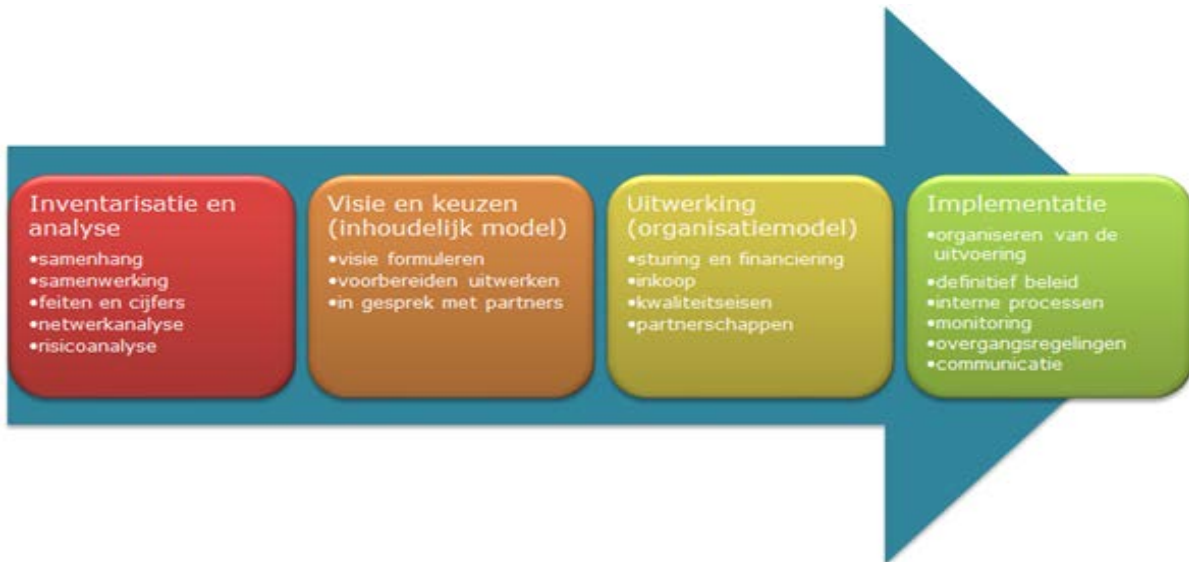 Inventarisatie en
analyse
•samenhang
•samenwerking
•feiten en cijfers
•netwerkanalyse
•risicoanalyse
Visie en keuzen
(inhoudelijk model)
•visie formuleren
•voorbereiden uitwerken
•in gesprek met partners
Uitwerking
(organisatiemodel)
•sturing en financiering
•inkoop
•kwaliteitseisen
•partnerschappen
Implementatie
•organiseren van de
uitvoering
•definitief beleid
•interne processen
•monitoring
•overgangsregelingen
•communicatie